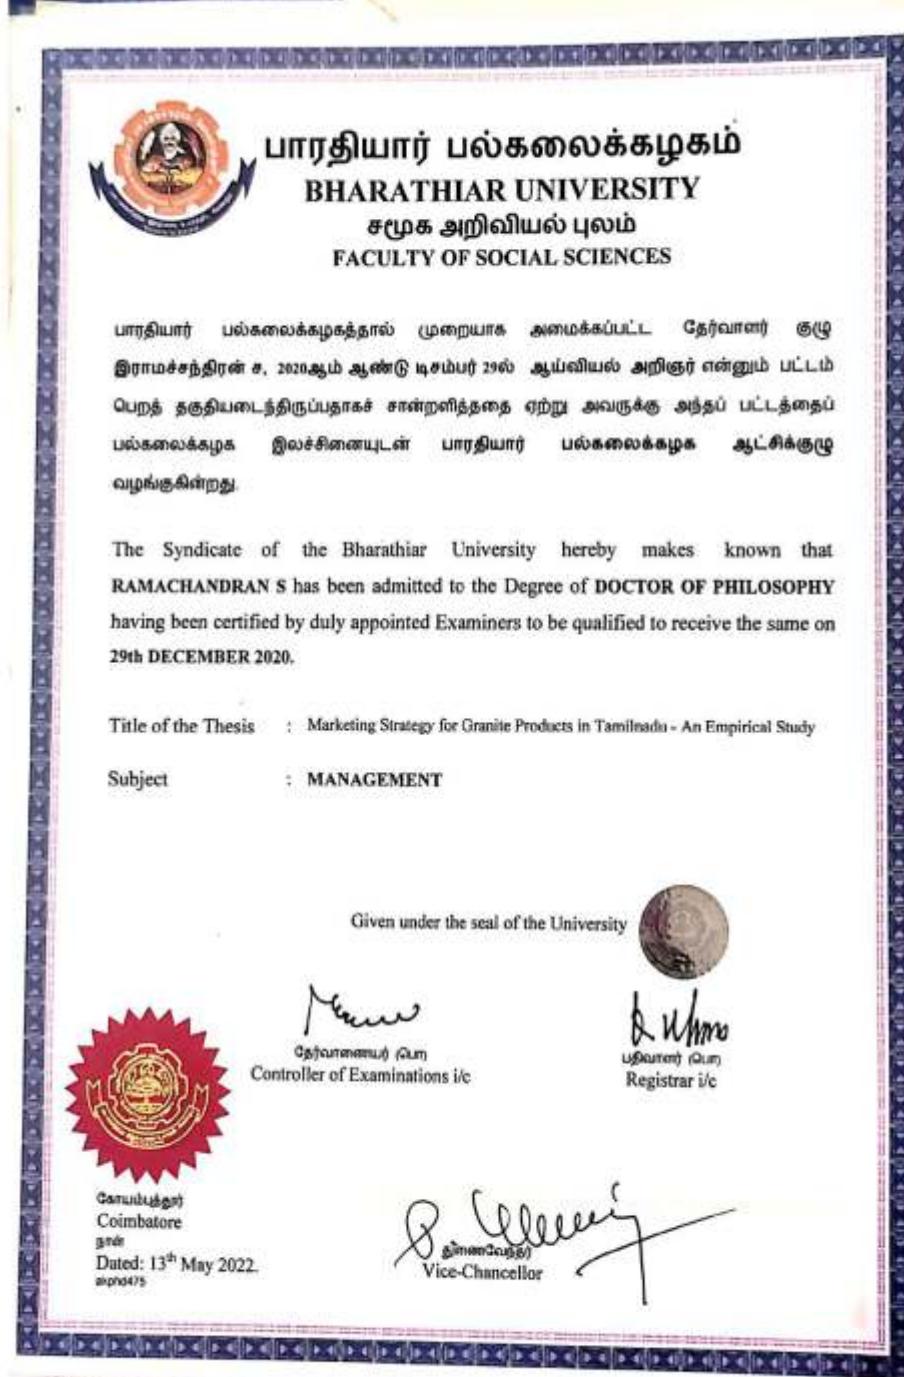 பாரதியார் பல்கலைக்கழகம்
BHARATHIAR UNIVERSITY
சமூக அறிவியல் புலம்
FACULTY OF SOCIAL SCIENCES
பாரதியார் பல்கலைக்கழகத்தால் முறையாக அமைக்கப்பட்ட தேர்வாளர் குழு
இராமச்சந்திரன் ச, 2020ஆம் ஆண்டு டிசம்பர் 29ல் ஆய்வியல் அறிஞர் என்னும் பட்டம்
பெறத் தகுதியடைந்திருப்பதாகச் சான்றளித்ததை ஏற்று அவருக்கு அந்தப் பட்டத்தைப்
பல்கலைக்கழக இலச்சினையுடன் பாரதியார் பல்கலைக்கழக ஆட்சிக்குழு
வழங்குகின்றது.
The Syndicate of the Bharathiar University hereby makes known that
RAMACHANDRAN S has been admitted to the Degree of DOCTOR OF PHILOSOPHY
having been certified by duly appointed Examiners to be qualified to receive the same on
29th DECEMBER 2020.
Title of the Thesis : Marketing Strategy for Granite Products in Tamilnadu - An Empirical Study
Subject : MANAGEMENT
Given under the seal of the University
தேர்வாணையர் (பொ)
Controller of Examinations i/c
பதிவாளர் (பொ)
Registrar i/c
கோயம்புத்தூர்
Coimbatore
நாள்
Dated: 13th May 2022.
துணைவேந்தர்
Vice-Chancellor